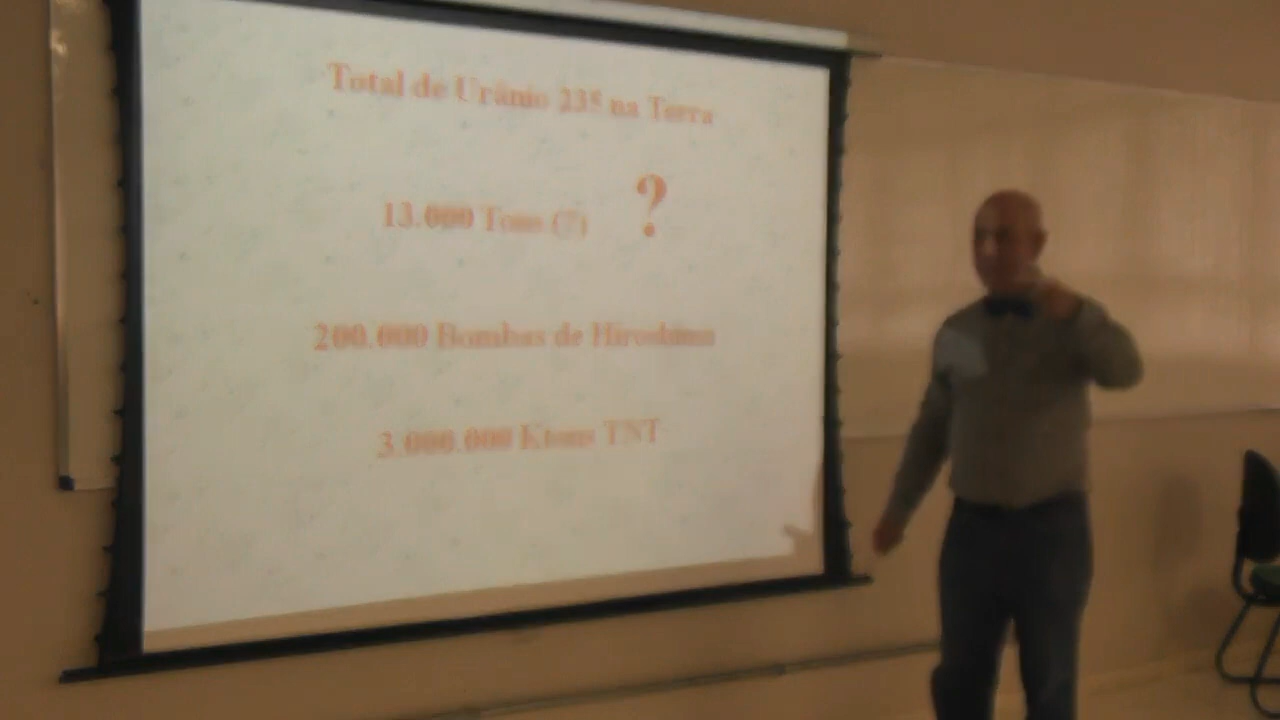 Total de Urânio 235 na Terra
13.000 Tons (?) ?
200.000 Bombas de Hiroshima
3.000.000 Ktons TNT